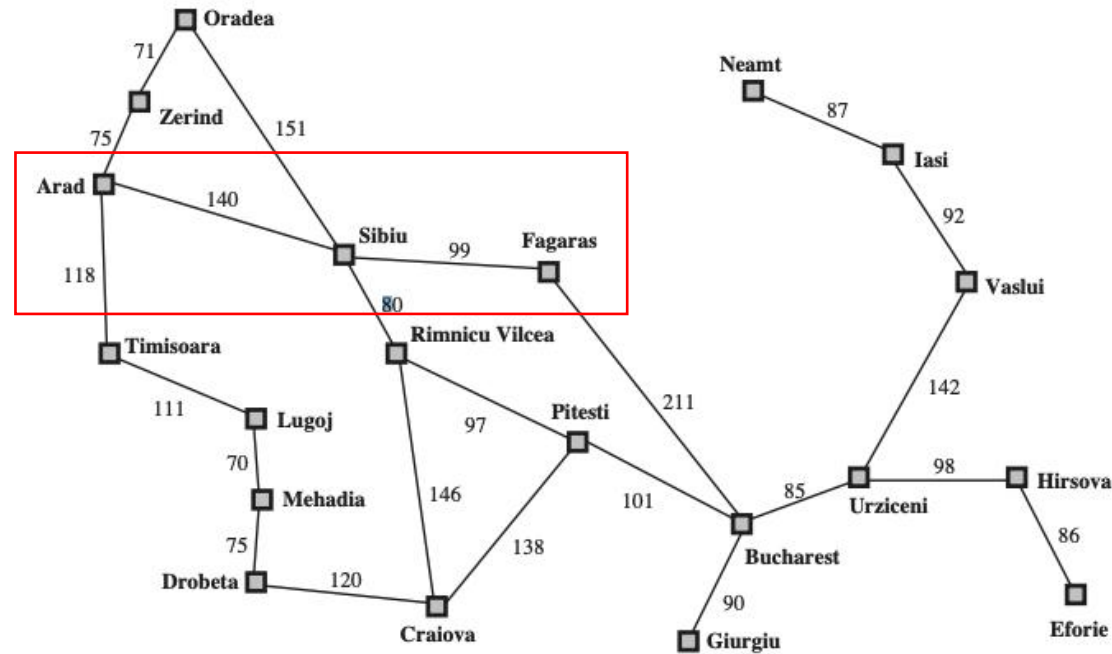 Oradea
71
Neamt
87
Zerind
151
75
Iasi
Arad
140
92
Sibiu
Fagaras
99
118
Vaslui
80
Timisoara
Rimnicu Vilcea
142
111
211
Lugoj
97
Pitesti
70
98
Hirsova
146
85
Mehadia
101
Urziceni
86
75
138
Bucharest
Drobeta
120
90
Craiova
Giurgiu
Eforie